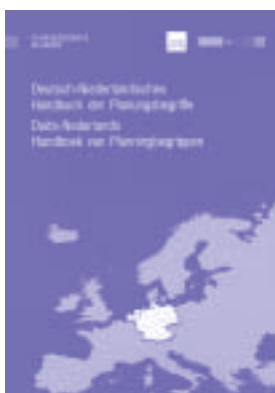 Deutsch-Niederländisches
Handbuch der Planungsbegriffe
Duits-Nederlands
Handboek van Planningbegrippen